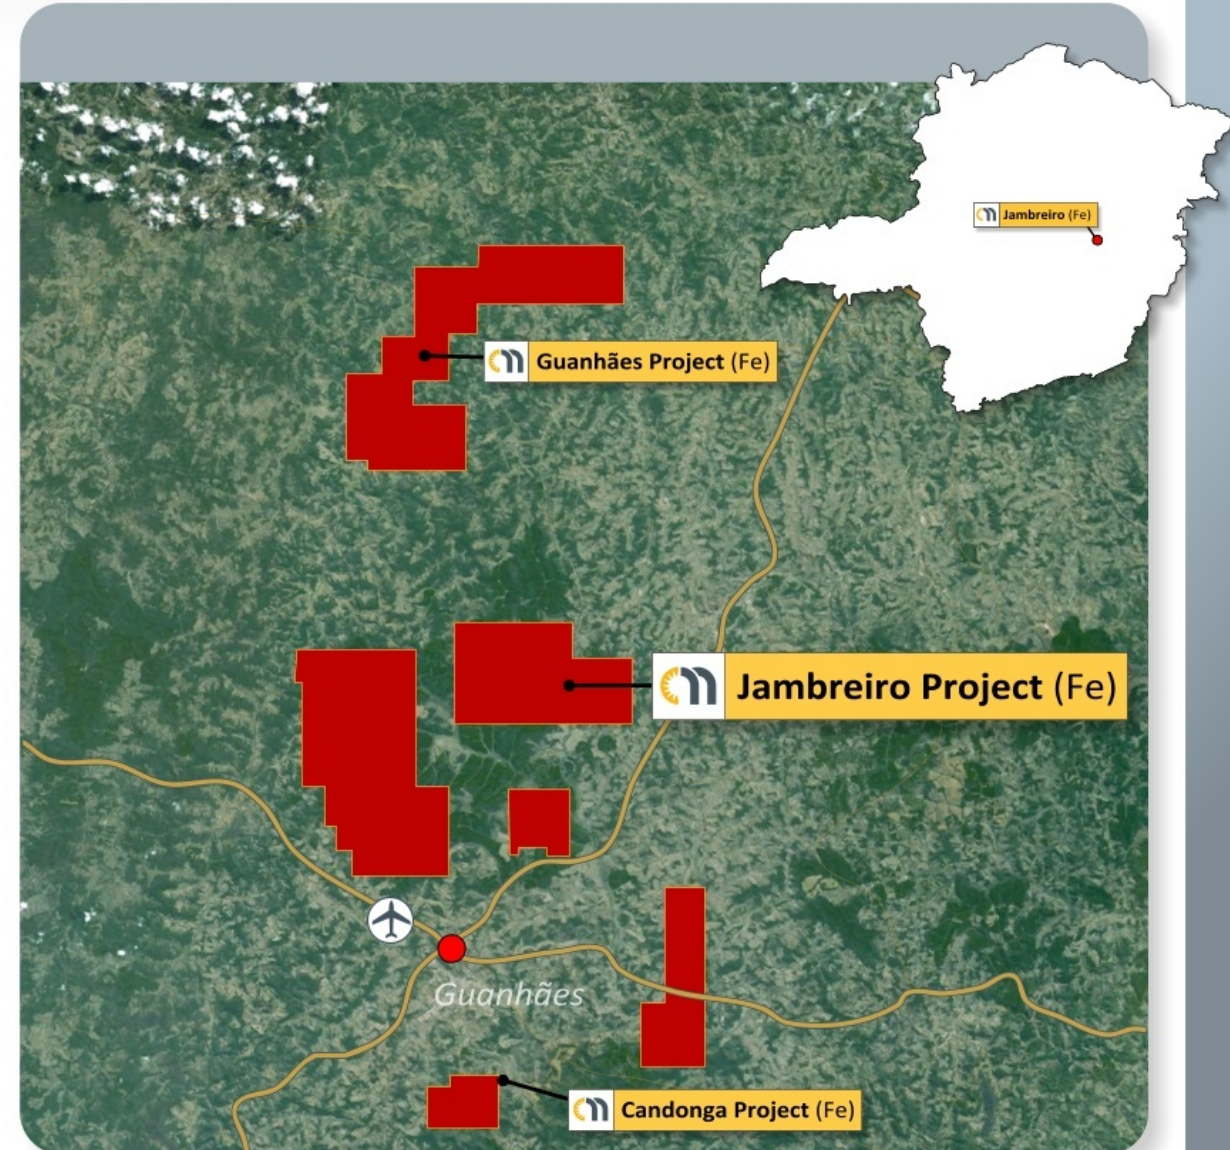 Jambreiro (Fe)
Guanhães Project (Fe)
Jambreiro Project (Fe)
Guanhães
Candonga Project (Fe)